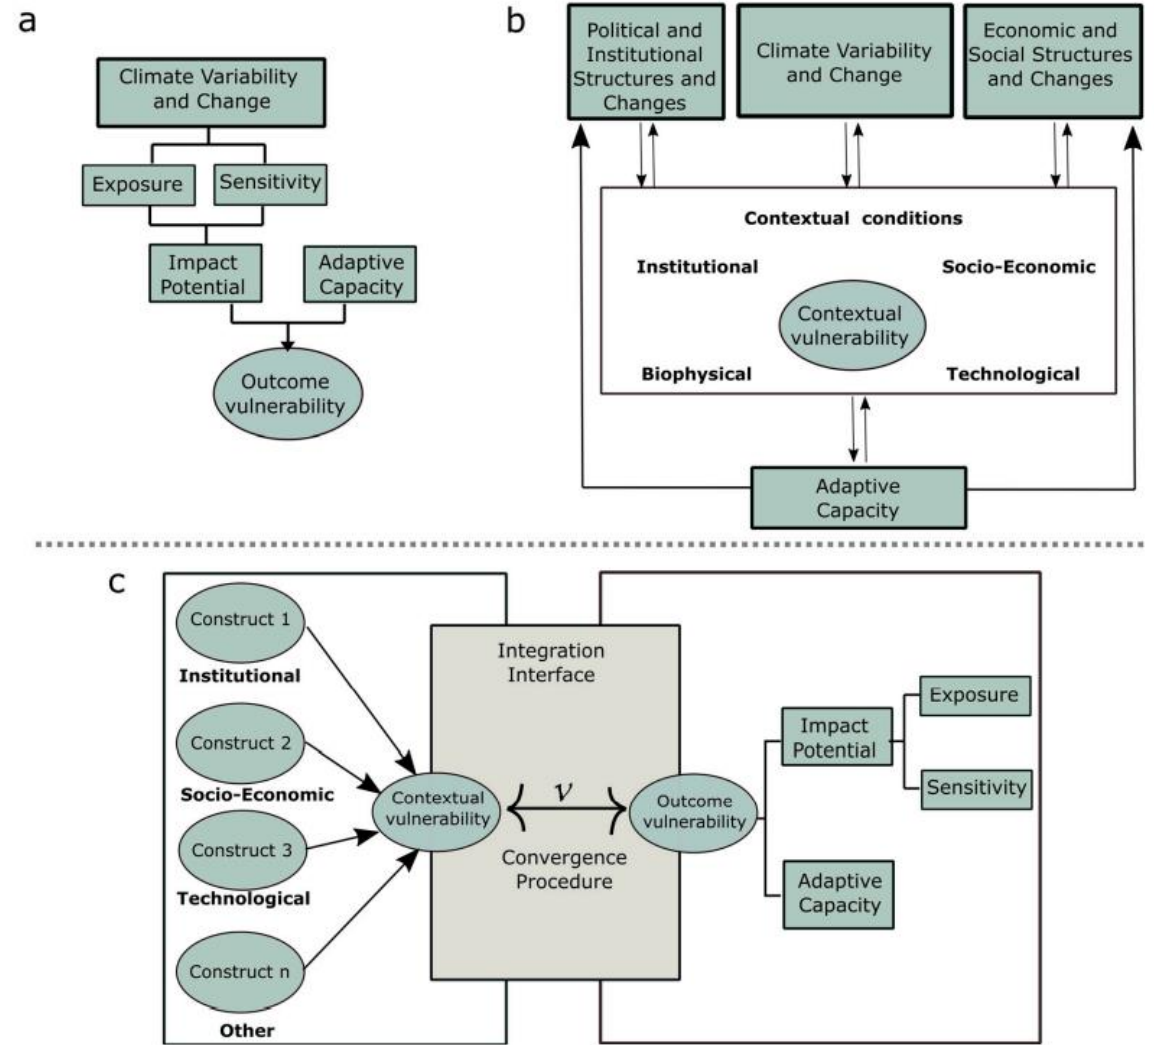 a
Climate Variability
and Change
Exposure
Sensitivity
Impact
Potential
Adaptive
Capacity
Outcome
vulnerability
b
Political and
Institutional
Structures and
Changes
Climate Variability
and Change
Economic and
Social Structures
and Changes
Contextual conditions
Institutional
Socio-Economic
Contextual
vulnerability
Biophysical
Technological
Adaptive
Capacity
c
Construct 1
Institutional
Construct 2
Socio-Economic
Construct 3
Technological
Construct n
Other
Integration
Interface
Contextual
vulnerability
v
Convergence
Procedure
Outcome
vulnerability
Impact
Potential
Exposure
Sensitivity
Adaptive
Capacity